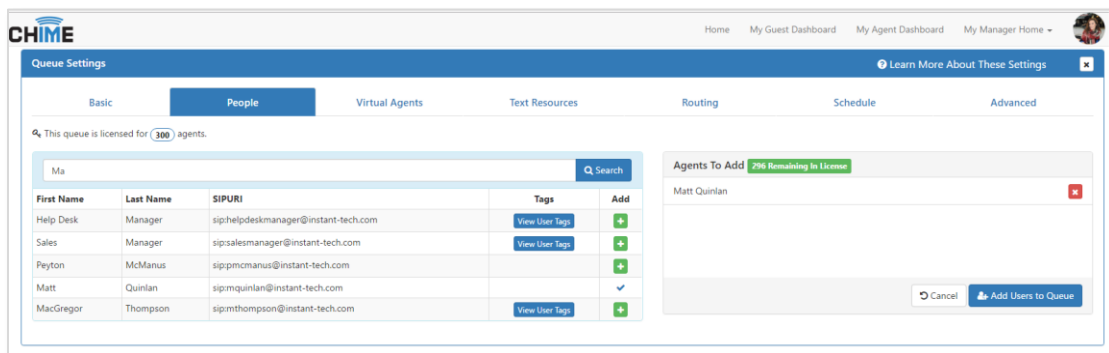 CHIME
Home My Guest Dashboard My Agent Dashboard My Manager Home
Queue Settings
Learn More About These Settings
Basic People Virtual Agents Text Resources Routing Schedule Advanced
This queue is licensed for 300 agents.
Ma
Search
First Name Last Name SIPURI Tags Add
Help Desk Manager sip:helpdeskmanager@instant-tech.com View User Tags
Sales Manager sip:salesmanager@instant-tech.com View User Tags
Peyton McManus sip:pmcmanus@instant-tech.com
Matt Quinlan sip:mquinlan@instant-tech.com
MacGregor Thompson sip:mthompson@instant-tech.com View User Tags
Agents To Add 296 Remaining In License
Matt Quinlan
Cancel Add Users to Queue